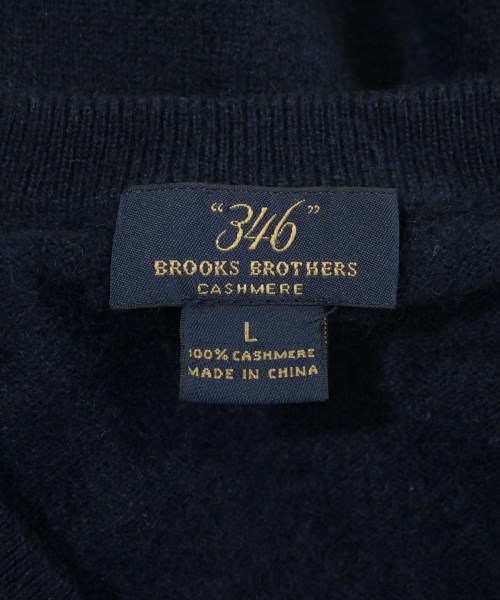 “346”
BROOKS BROTHERS
CASHMERE
L
100% CASHMERE
MADE IN CHINA